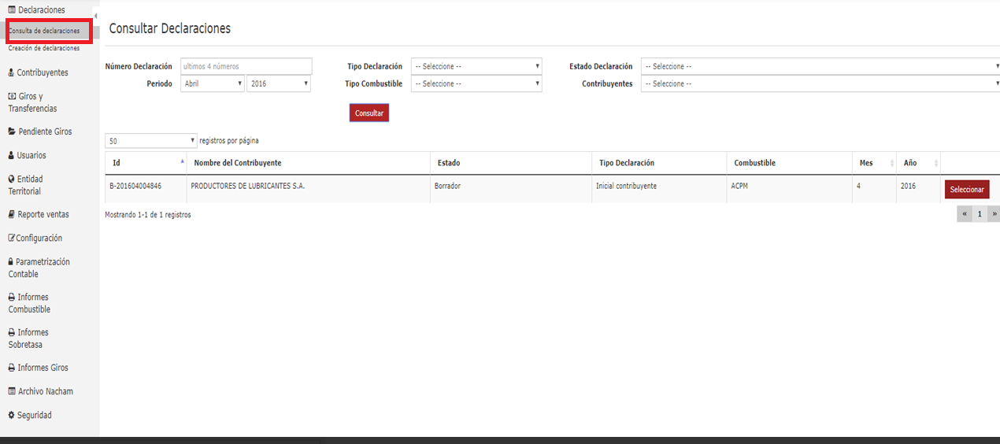 Declaraciones
Consulta de declaraciones
Creación de declaraciones
Contribuyentes
Giros y
Transferencias
Pendiente Giros
Usuarios
Entidad
Territorial
Reporte ventas
Configuración
Parametrización
Contable
Informes
Combustible
Informes
Sobretasa
Informes Giros
Archivo Nacham
Seguridad
Consultar Declaraciones
Número Declaración ultimos 4 números Tipo Declaración -- Seleccione -- Estado Declaración -- Seleccione --
Periodo Abril 2016 Tipo Combustible -- Seleccione -- Contribuyentes -- Seleccione --
Consultar
50 registros por página
Id Nombre del Contribuyente Estado Tipo Declaración Combustible Mes Año
B-201604004846 PRODUCTORES DE LUBRICANTES S.A. Borrador Inicial contribuyente ACPM 4 2016 Seleccionar
Mostrando 1-1 de 1 registros « 1 »